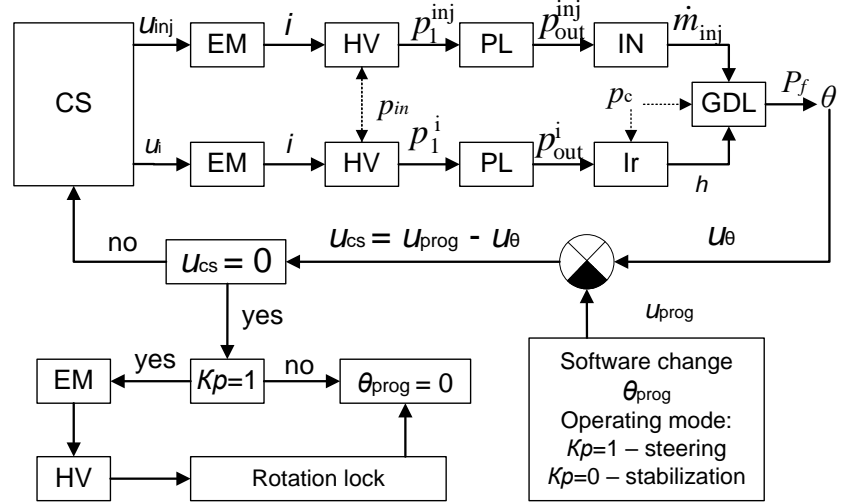 u_inj EM i HV p_1^inj PL p_out^inj IN ṁ_inj
CS
p_in
p_c
GDL P_f θ
u_i EM i HV p_1^i PL p_out^i Ir
h
no
u_cs = u_prog - u_θ
u_θ
u_cs = 0
yes
u_prog
yes
no
EM
Kp=1
θ_prog = 0
HV
Rotation lock
Software change
θ_prog
Operating mode:
Kp=1 – steering
Kp=0 – stabilization